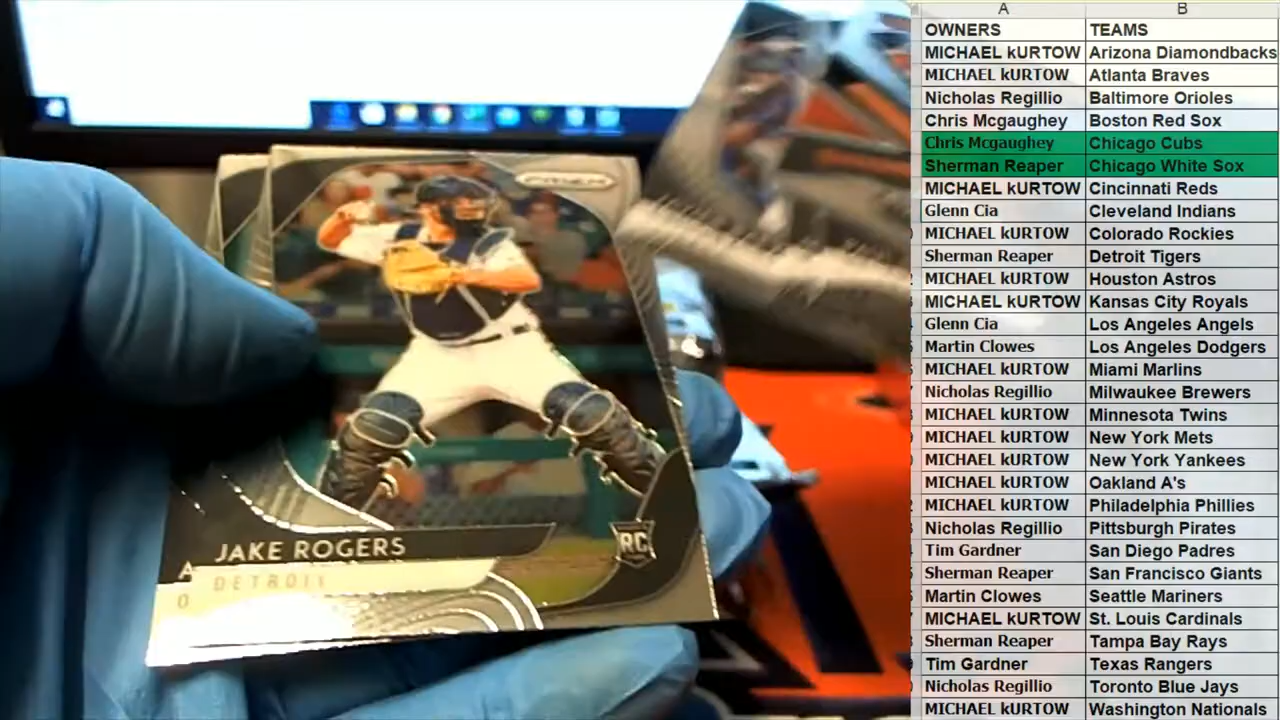 PRIZM
JAKE ROGERS
DETROIT
RC
A
O
A B
OWNERS TEAMS
MICHAEL kURTOW Arizona Diamondbacks
MICHAEL kURTOW Atlanta Braves
Nicholas Regillio Baltimore Orioles
Chris Mcgaughey Boston Red Sox
Chris Mcgaughey Chicago Cubs
Sherman Reaper Chicago White Sox
MICHAEL kURTOW Cincinnati Reds
Glenn Cia Cleveland Indians
MICHAEL kURTOW Colorado Rockies
Sherman Reaper Detroit Tigers
MICHAEL kURTOW Houston Astros
MICHAEL kURTOW Kansas City Royals
Glenn Cia Los Angeles Angels
Martin Clowes Los Angeles Dodgers
MICHAEL kURTOW Miami Marlins
Nicholas Regillio Milwaukee Brewers
MICHAEL kURTOW Minnesota Twins
MICHAEL kURTOW New York Mets
MICHAEL kURTOW New York Yankees
MICHAEL kURTOW Oakland A's
MICHAEL kURTOW Philadelphia Phillies
Nicholas Regillio Pittsburgh Pirates
Tim Gardner San Diego Padres
Sherman Reaper San Francisco Giants
Martin Clowes Seattle Mariners
MICHAEL kURTOW St. Louis Cardinals
Sherman Reaper Tampa Bay Rays
Tim Gardner Texas Rangers
Nicholas Regillio Toronto Blue Jays
MICHAEL kURTOW Washington Nationals